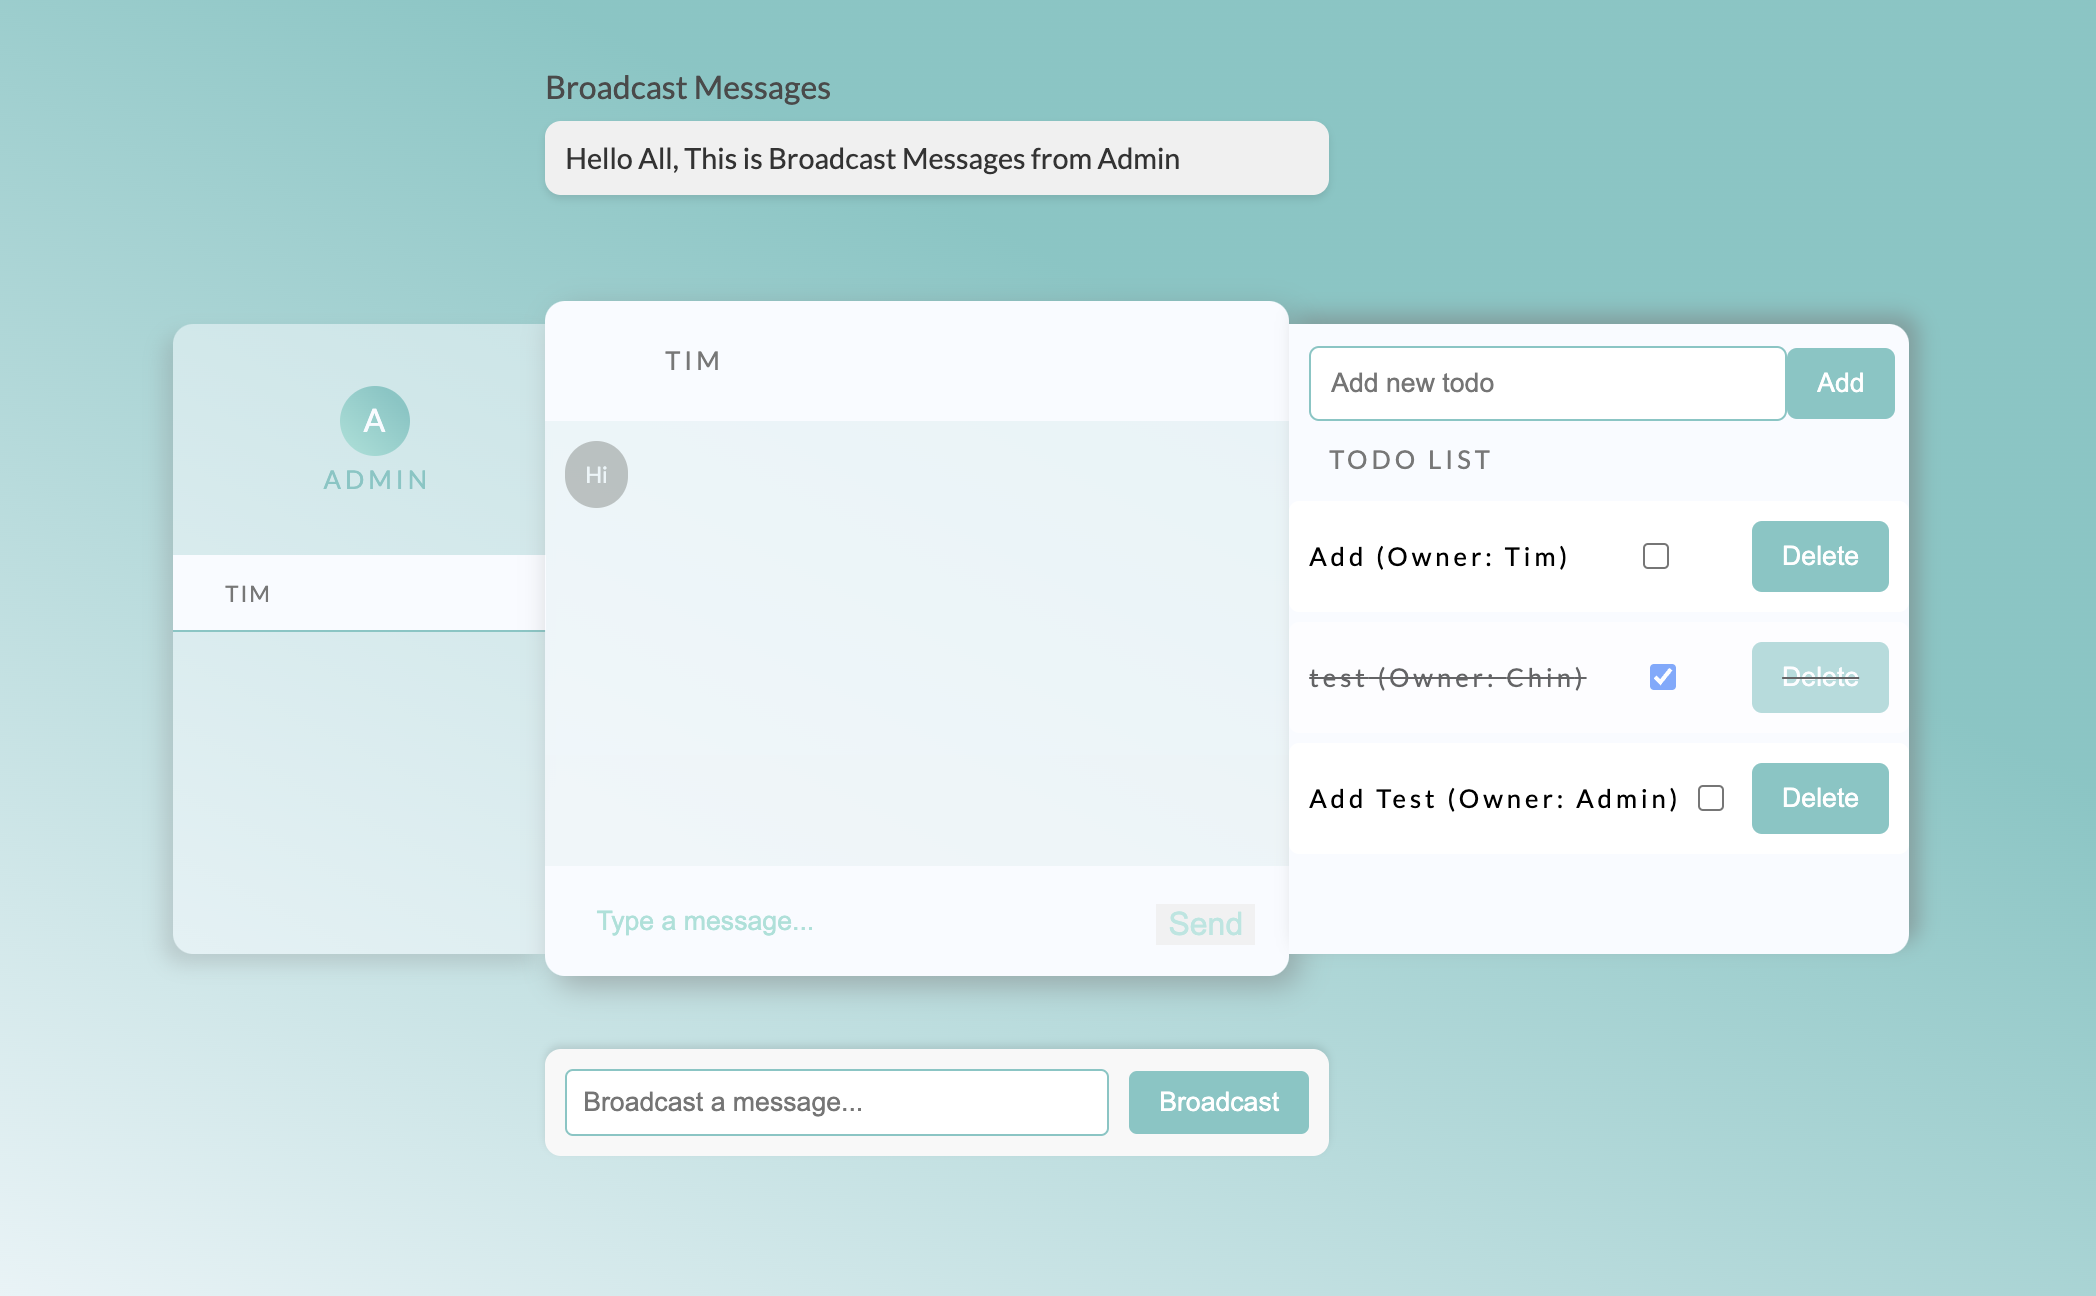 Broadcast Messages
Hello All, This is Broadcast Messages from Admin
A
ADMIN
TIM
TIM
Hi
Type a message...
Send
Add new todo
Add
TODO LIST
Add (Owner: Tim)
Delete
test (Owner: Chin)
Delete
Add Test (Owner: Admin)
Delete
Broadcast a message...
Broadcast